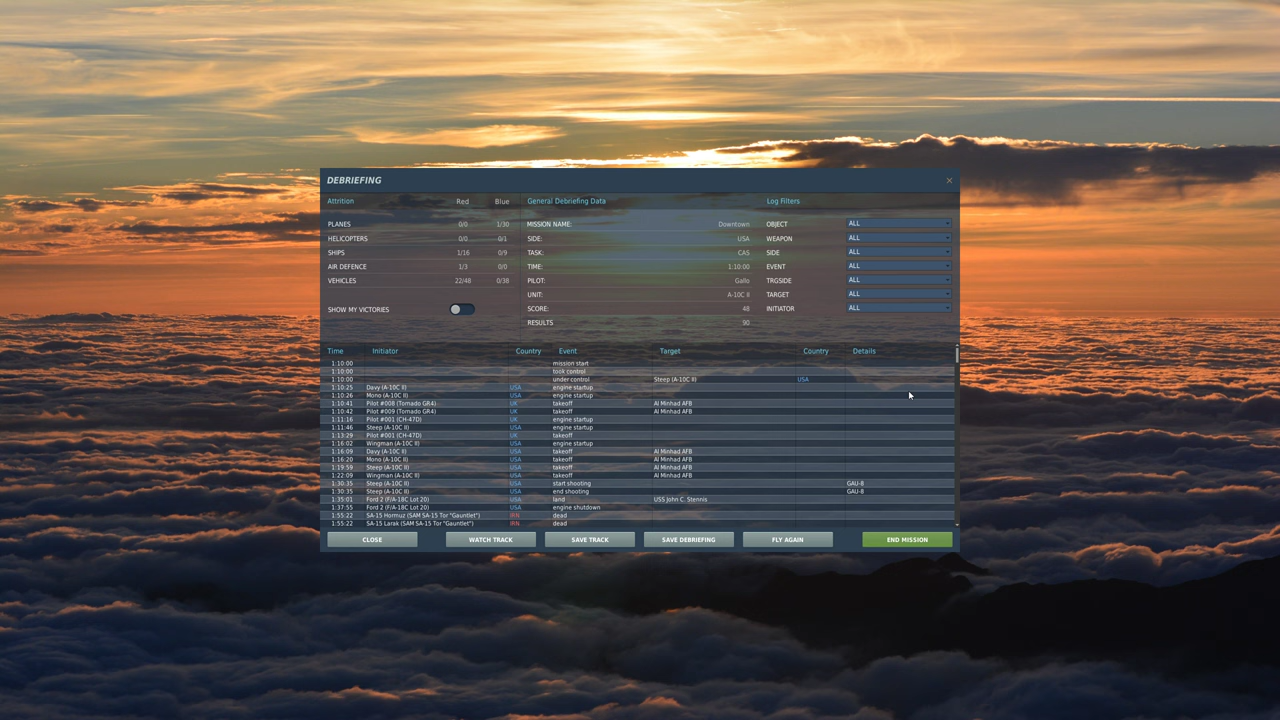 DEBRIEFING
Attrition Red Blue General Debriefing Data Log Filters
PLANES 0/0 1/30 MISSION NAME: Downtown OBJECT ALL
HELICOPTERS 0/0 0/1 SIDE: USA WEAPON ALL
SHIPS 1/16 0/9 TASK: CAS SIDE ALL
AIR DEFENCE 1/3 0/0 TIME: 1:10:00 EVENT ALL
VEHICLES 22/48 0/38 PILOT: Gallo TRGSIDE ALL
UNIT: A-10C II TARGET ALL
SHOW MY VICTORIES SCORE: 48 INITIATOR ALL
RESULTS 90
Time Initiator Country Event Target Country Details
1:10:00 mission start
1:10:00 took control
1:10:00 under control Steep (A-10C II) USA
1:10:25 Davy (A-10C II) USA engine startup
1:10:26 Mono (A-10C II) USA engine startup
1:10:41 Pilot #008 (Tornado GR4) UK takeoff Al Minhad AFB
1:10:42 Pilot #009 (Tornado GR4) UK takeoff Al Minhad AFB
1:11:16 Pilot #001 (CH-47D) UK engine startup
1:11:46 Steep (A-10C II) USA engine startup
1:13:29 Pilot #001 (CH-47D) UK takeoff
1:16:02 Wingman (A-10C II) USA engine startup
1:16:09 Davy (A-10C II) USA takeoff Al Minhad AFB
1:16:20 Mono (A-10C II) USA takeoff Al Minhad AFB
1:19:59 Steep (A-10C II) USA takeoff Al Minhad AFB
1:22:09 Wingman (A-10C II) USA takeoff Al Minhad AFB
1:30:35 Steep (A-10C II) USA start shooting GAU-8
1:30:35 Steep (A-10C II) USA end shooting GAU-8
1:35:01 Ford 2 (F/A-18C Lot 20) USA land USS John C. Stennis
1:37:55 Ford 2 (F/A-18C Lot 20) USA engine shutdown
1:55:22 SA-15 Hormuz (SAM SA-15 Tor "Gauntlet") IRN dead
1:55:22 SA-15 Larak (SAM SA-15 Tor "Gauntlet") IRN dead
CLOSE WATCH TRACK SAVE TRACK SAVE DEBRIEFING FLY AGAIN END MISSION